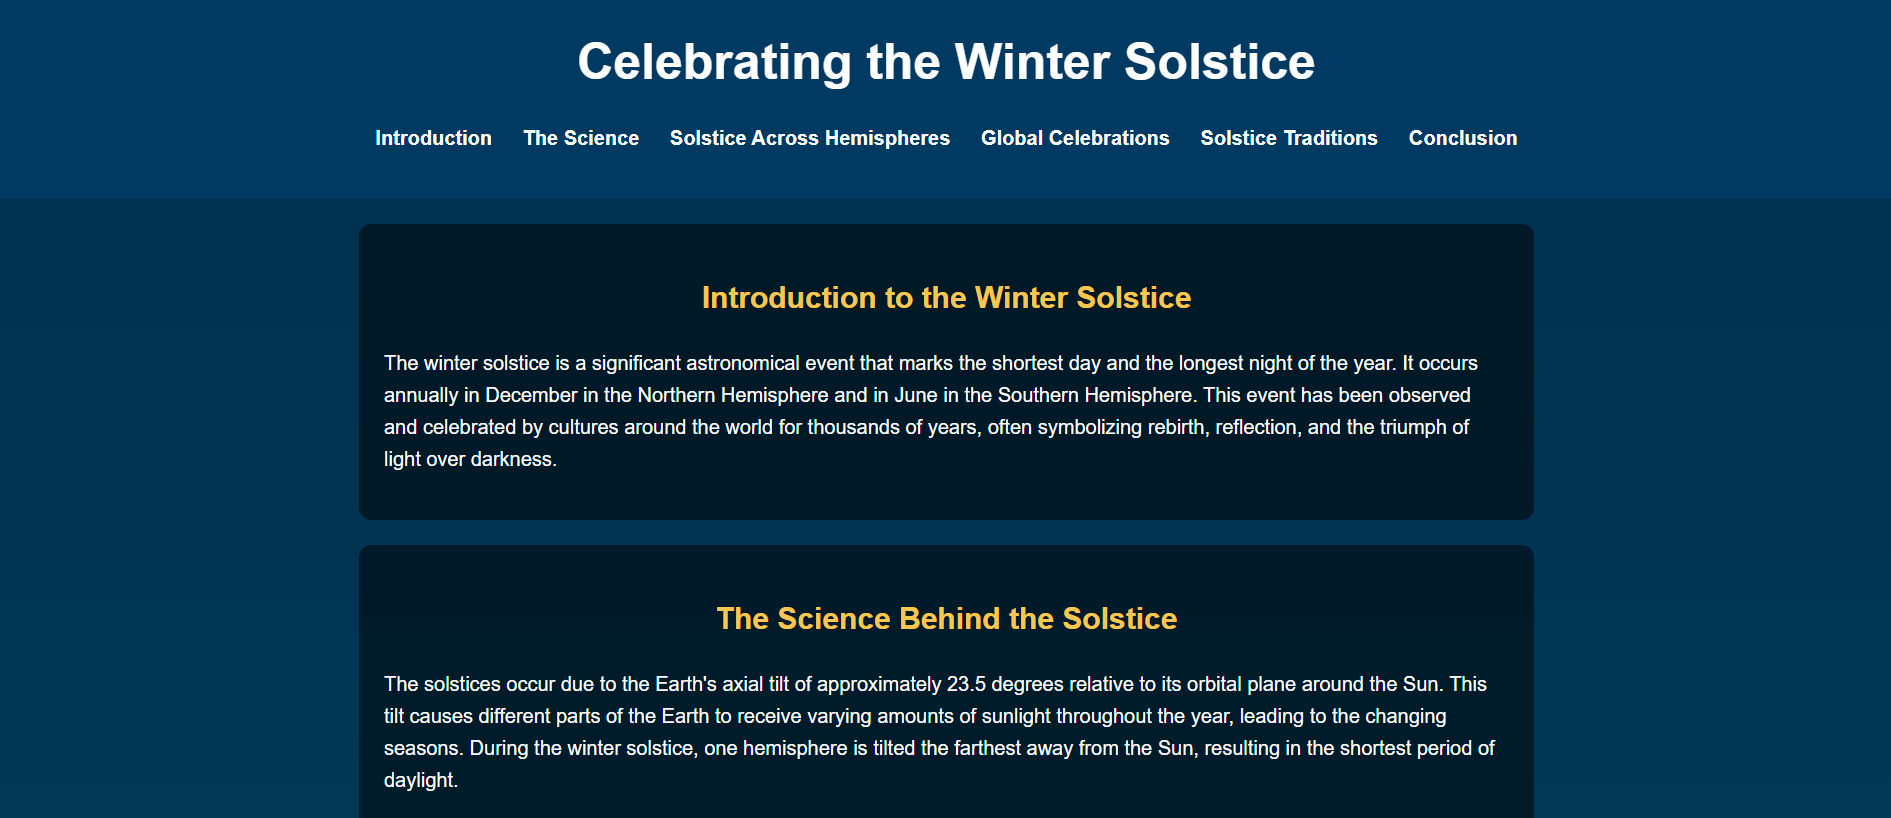 Celebrating the Winter Solstice
Introduction The Science Solstice Across Hemispheres Global Celebrations Solstice Traditions Conclusion
Introduction to the Winter Solstice
The winter solstice is a significant astronomical event that marks the shortest day and the longest night of the year. It occurs
annually in December in the Northern Hemisphere and in June in the Southern Hemisphere. This event has been observed
and celebrated by cultures around the world for thousands of years, often symbolizing rebirth, reflection, and the triumph of
light over darkness.
The Science Behind the Solstice
The solstices occur due to the Earth's axial tilt of approximately 23.5 degrees relative to its orbital plane around the Sun. This
tilt causes different parts of the Earth to receive varying amounts of sunlight throughout the year, leading to the changing
seasons. During the winter solstice, one hemisphere is tilted the farthest away from the Sun, resulting in the shortest period of
daylight.